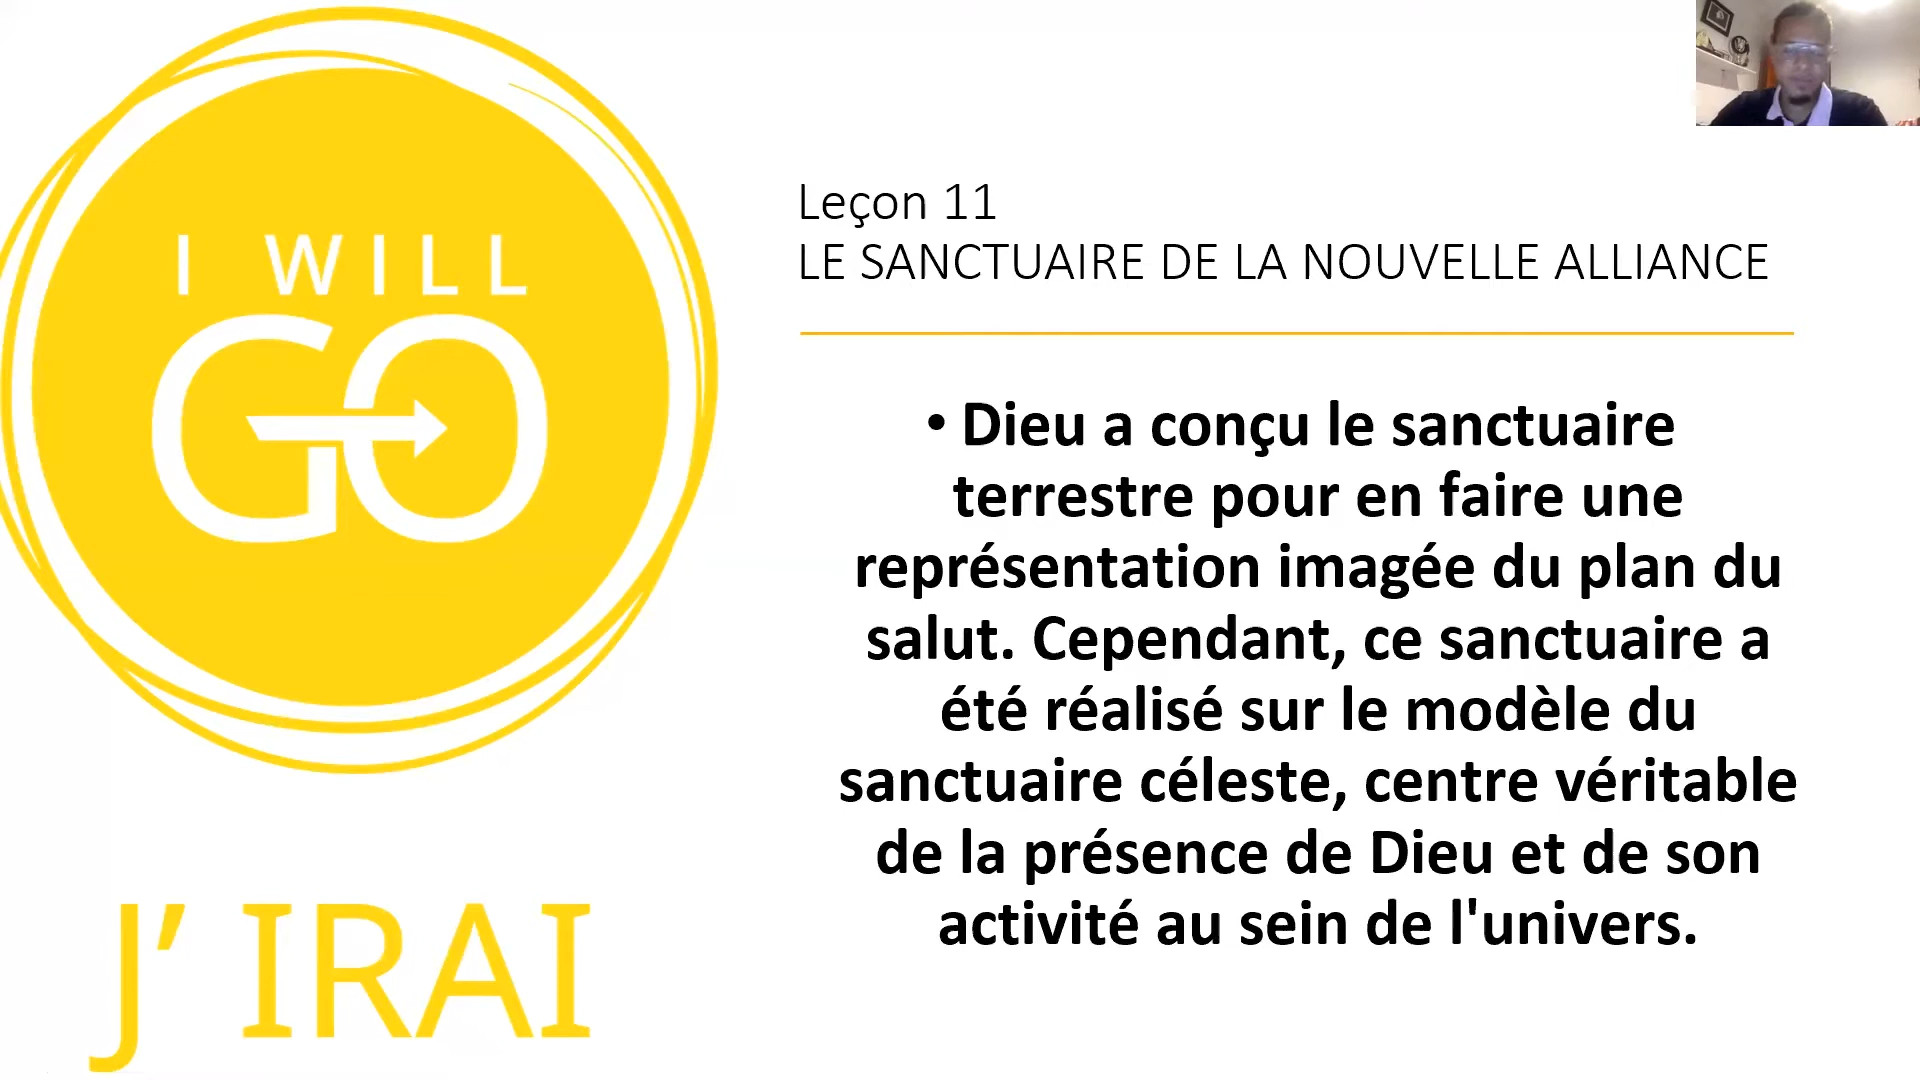 I WILL
GO
J’ IRAI
Leçon 11
LE SANCTUAIRE DE LA NOUVELLE ALLIANCE
• Dieu a conçu le sanctuaire
terrestre pour en faire une
représentation imagée du plan du
salut. Cependant, ce sanctuaire a
été réalisé sur le modèle du
sanctuaire céleste, centre véritable
de la présence de Dieu et de son
activité au sein de l'univers.